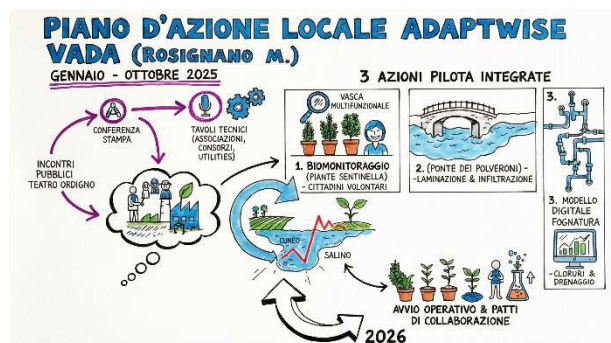 PIANO D'AZIONE LOCALE ADAPTWISE
VADA (ROSIGNANO M.)
GENNAIO - OTTOBRE 2025
CONFERENZA
STAMPA
TAVOLI TECNICI
(ASSOCIAZIONI,
CONSORZI,
UTILITIES)
INCONTRI
PUBBLICI
TEATRO ORDIGNO
3 AZIONI PILOTA INTEGRATE
VASCA
MULTIFUNZIONALE
1. BIOMONITORAGGIO
(PIANTE SENTINELLA)
- CITTADINI VOLONTARI
2. (PONTE DEI POLVERONI) -
LAMINAZIONE & INFILTRAZIONE
3.
3. MODELLO
DIGITALE
FOGNATURA
-CLORURI &
DRENAGGIO
CUNEO
SALINO
AVVIO OPERATIVO & PATTI
DI COLLABORAZIONE
2026